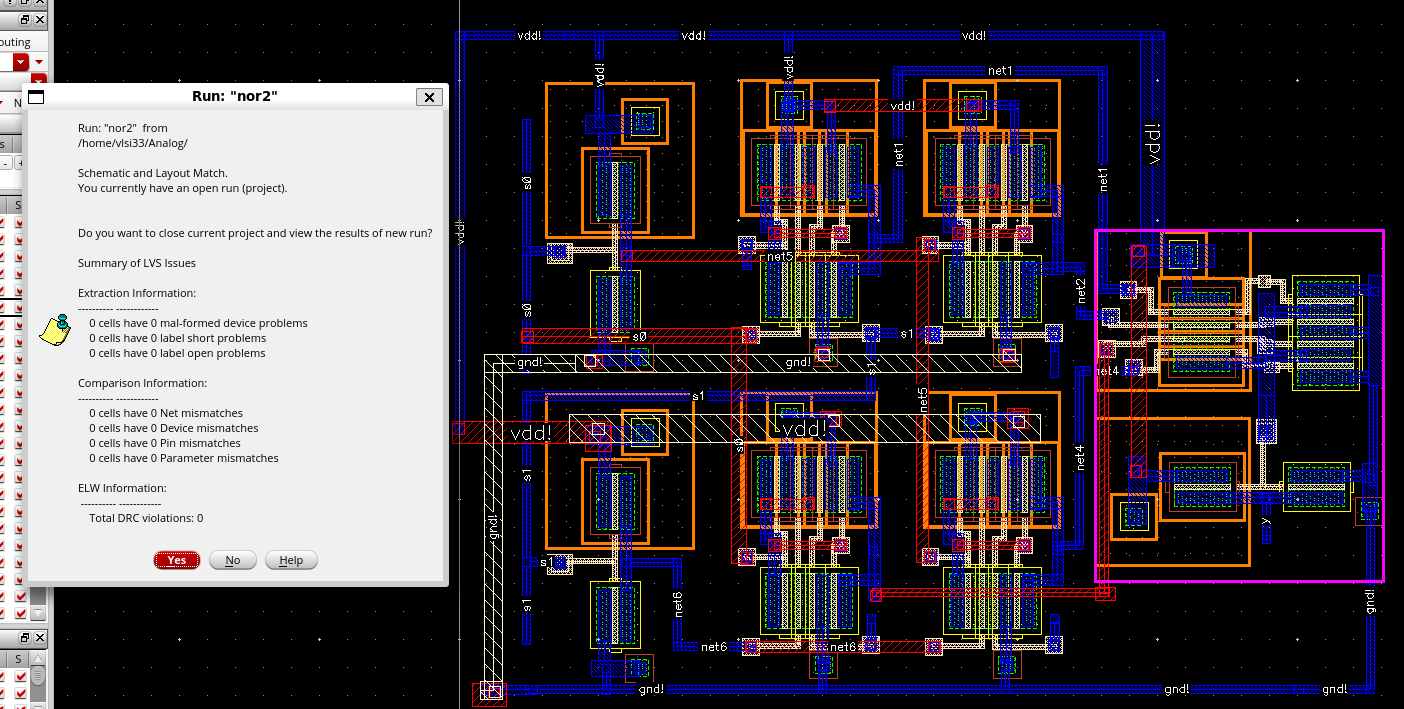 outing
N
s
S
S
Run: "nor2"
Run: "nor2" from
/home/vlsi33/Analog/
Schematic and Layout Match.
You currently have an open run (project).
Do you want to close current project and view the results of new run?
Summary of LVS Issues
Extraction Information:
---------- ------------
0 cells have 0 mal-formed device problems
0 cells have 0 label short problems
0 cells have 0 label open problems
Comparison Information:
---------- ------------
0 cells have 0 Net mismatches
0 cells have 0 Device mismatches
0 cells have 0 Pin mismatches
0 cells have 0 Parameter mismatches
ELW Information:
---------- ------------
Total DRC violations: 0
Yes
No
Help
vdd!
vdd!
vdd!
vdd!
vdd!
net1
vdd!
vdd!
net1
net1
s0
vdd!
net5
net2
s0
s0
s1
gnd!
gnd!
s1
net4
s1
net5
vdd!
vdd!
s0
net4
s1
gnd!
y
s1
s1
net6
gnd!
net6
net6
gnd!
gnd!
gnd!